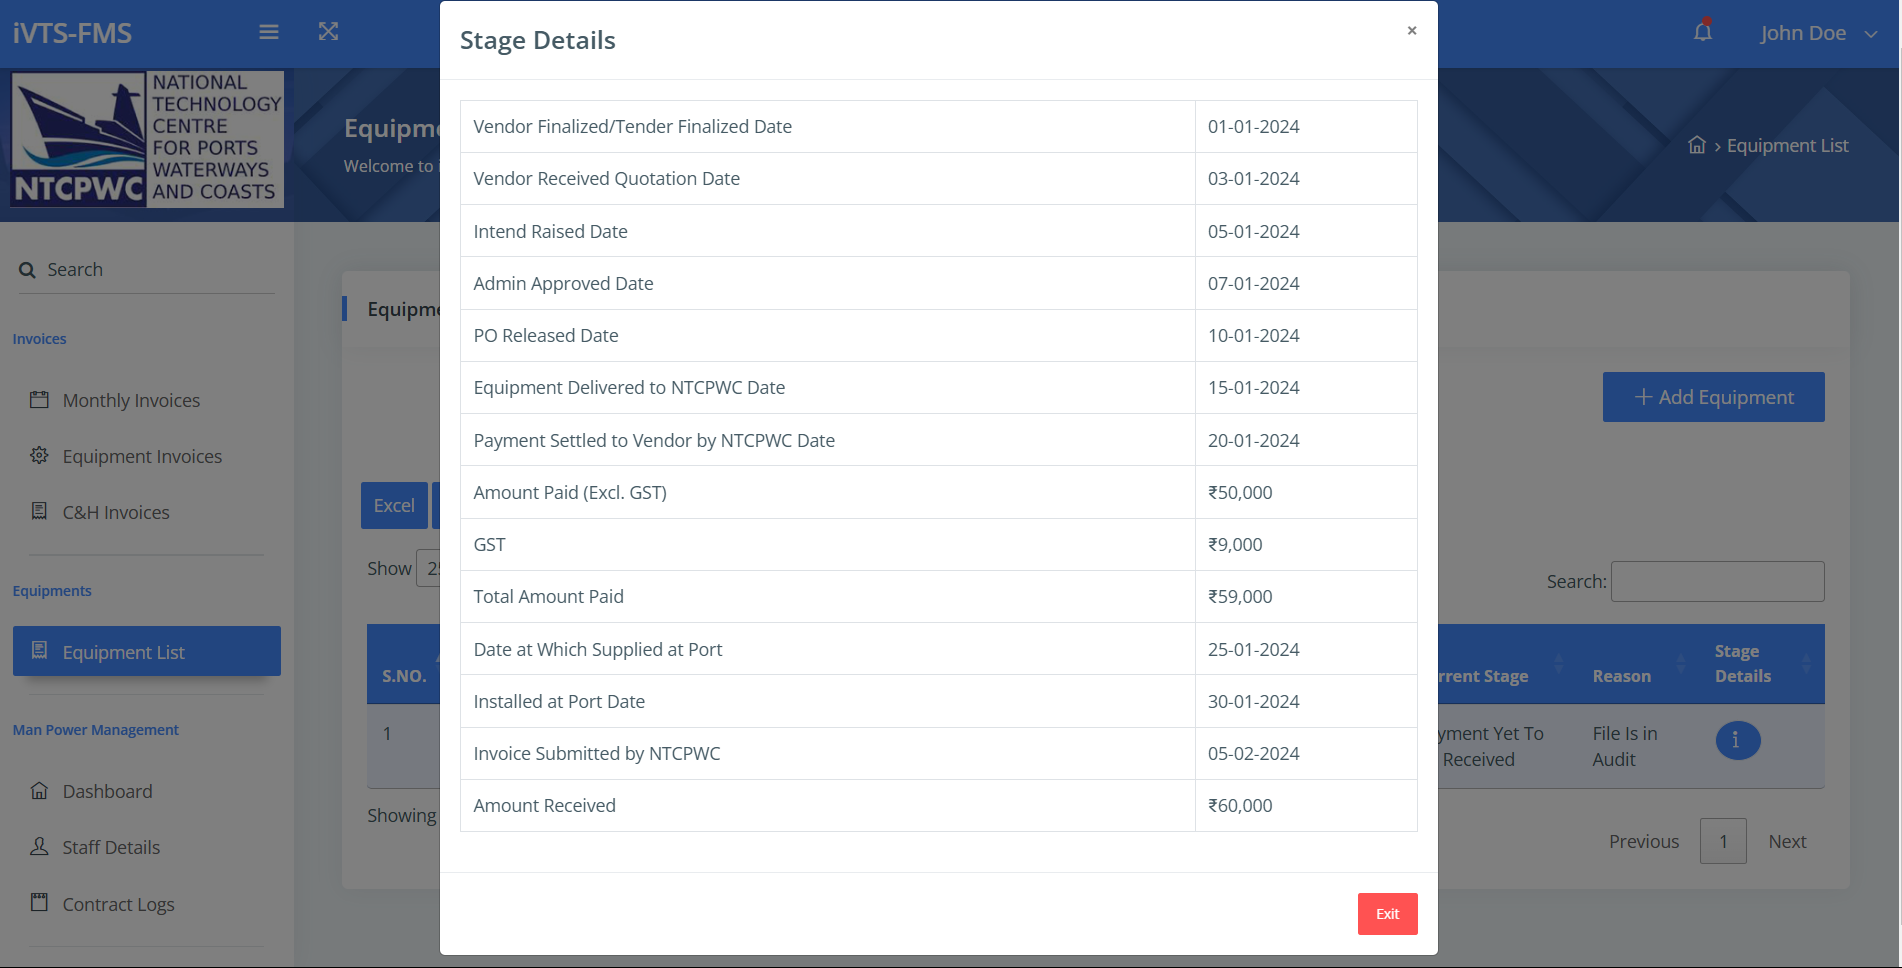 iVTS-FMS
John Doe
NATIONAL
TECHNOLOGY
CENTRE
FOR PORTS
WATERWAYS
AND COASTS
NTCPWC
Welcome to
> Equipment List
Search
Invoices
Monthly Invoices
Equipment Invoices
C&H Invoices
Equipments
Equipment List
Man Power Management
Dashboard
Staff Details
Contract Logs
+ Add Equipment
Excel
Show
Search:
S.NO.
Stage
Reason
Stage
Details
1
To
Received
File Is in
Audit
i
Showing
Previous 1 Next
Stage Details
×
Vendor Finalized/Tender Finalized Date 01-01-2024
Vendor Received Quotation Date 03-01-2024
Intend Raised Date 05-01-2024
Admin Approved Date 07-01-2024
PO Released Date 10-01-2024
Equipment Delivered to NTCPWC Date 15-01-2024
Payment Settled to Vendor by NTCPWC Date 20-01-2024
Amount Paid (Excl. GST) ₹50,000
GST ₹9,000
Total Amount Paid ₹59,000
Date at Which Supplied at Port 25-01-2024
Installed at Port Date 30-01-2024
Invoice Submitted by NTCPWC 05-02-2024
Amount Received ₹60,000
Exit